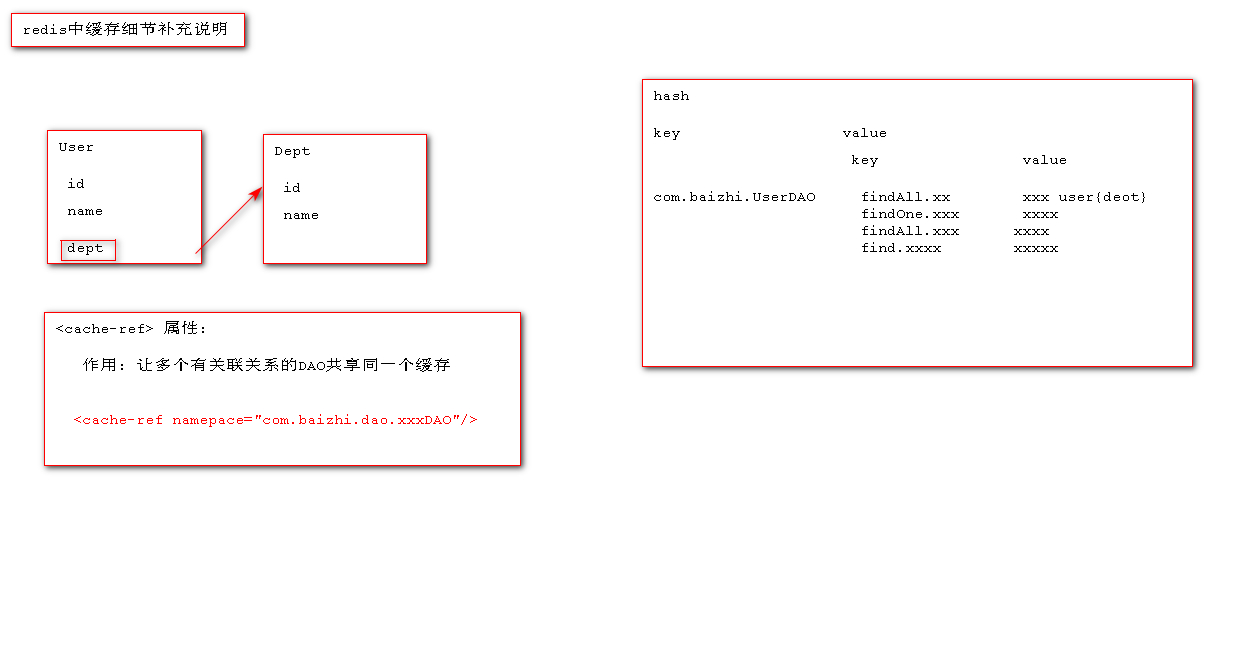 redis中缓存细节补充说明
User
id
name
dept
Dept
id
name
<cache-ref> 属性:
作用: 让多个有关联关系的DAO共享同一个缓存
<cache-ref namepace="com.baizhi.dao.xxxDAO"/>
hash
key value
key value
com.baizhi.UserDAO findAll.xx xxx user{deot}
findOne.xxx xxxx
findAll.xxx xxxx
find.xxxx xxxxx